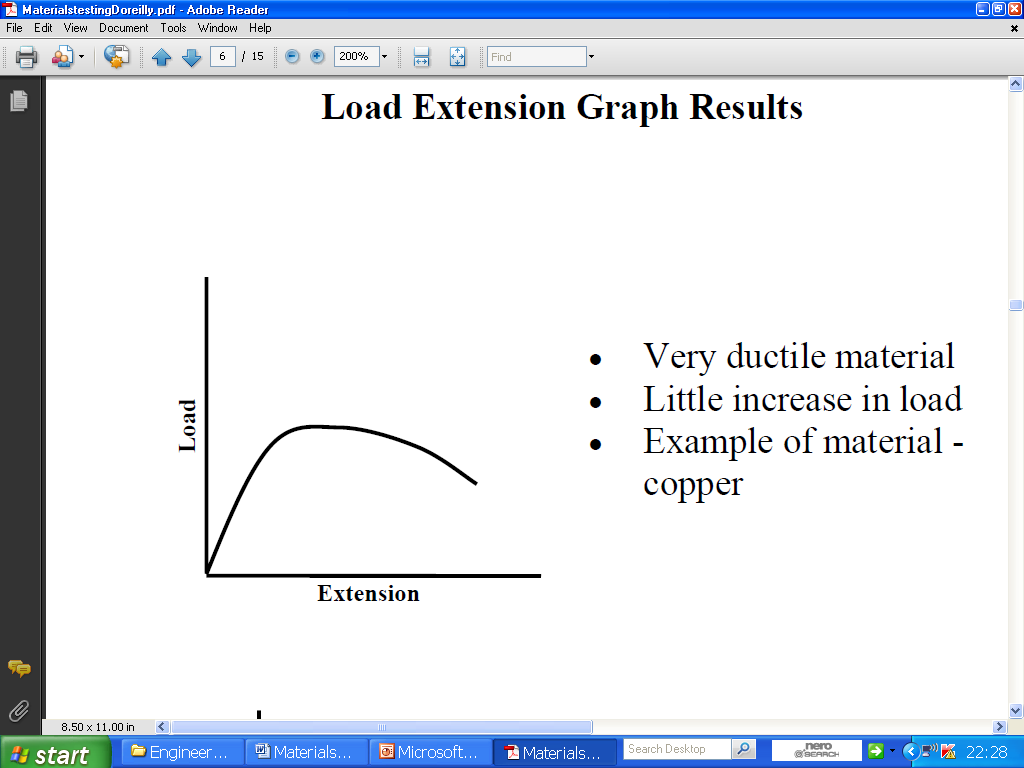 MaterialstestingDoreilly.pdf - Adobe Reader
File Edit View Document Tools Window Help
6 / 15 200% Find
Load Extension Graph Results
Load
Extension
• Very ductile material
• Little increase in load
• Example of material -
copper
8.50 x 11.00 in
start Engineer... Materials... Microsoft... Materials... Search Desktop nero SEARCH 22:28